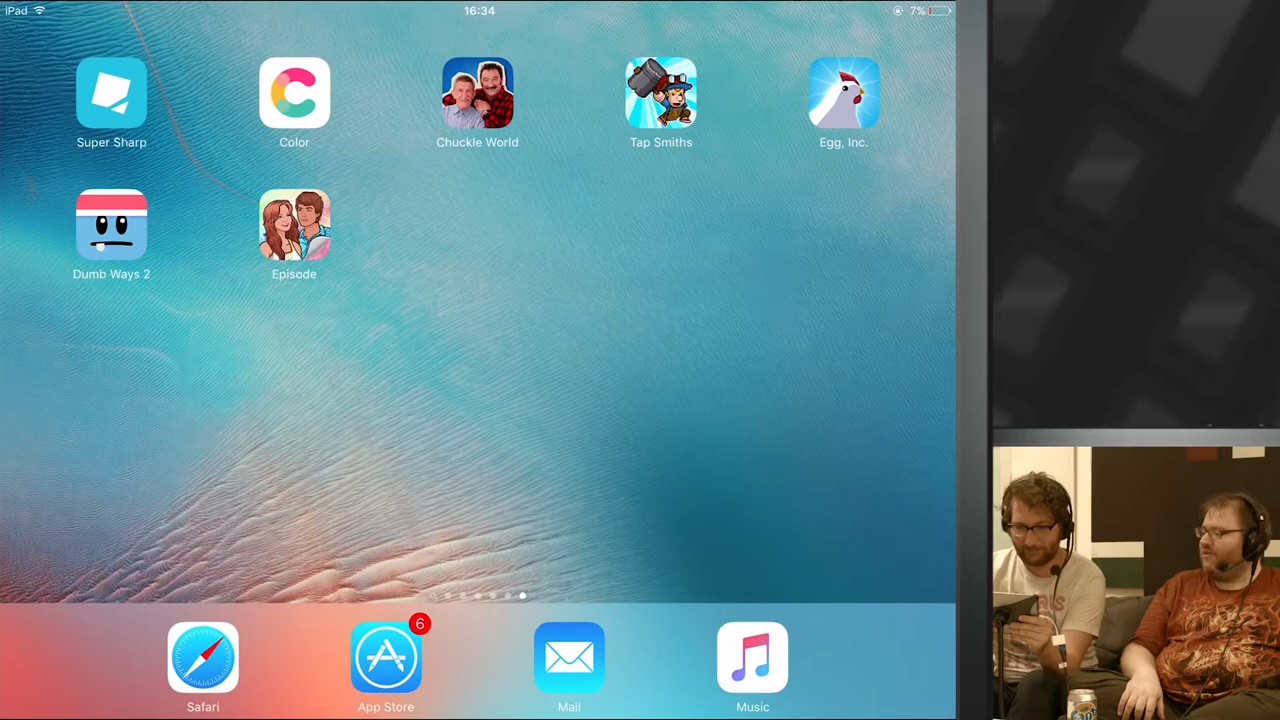 iPad 16:34 7%
Super Sharp Color Chuckle World Tap Smiths Egg, Inc.
Dumb Ways 2 Episode
6
Safari App Store Mail Music